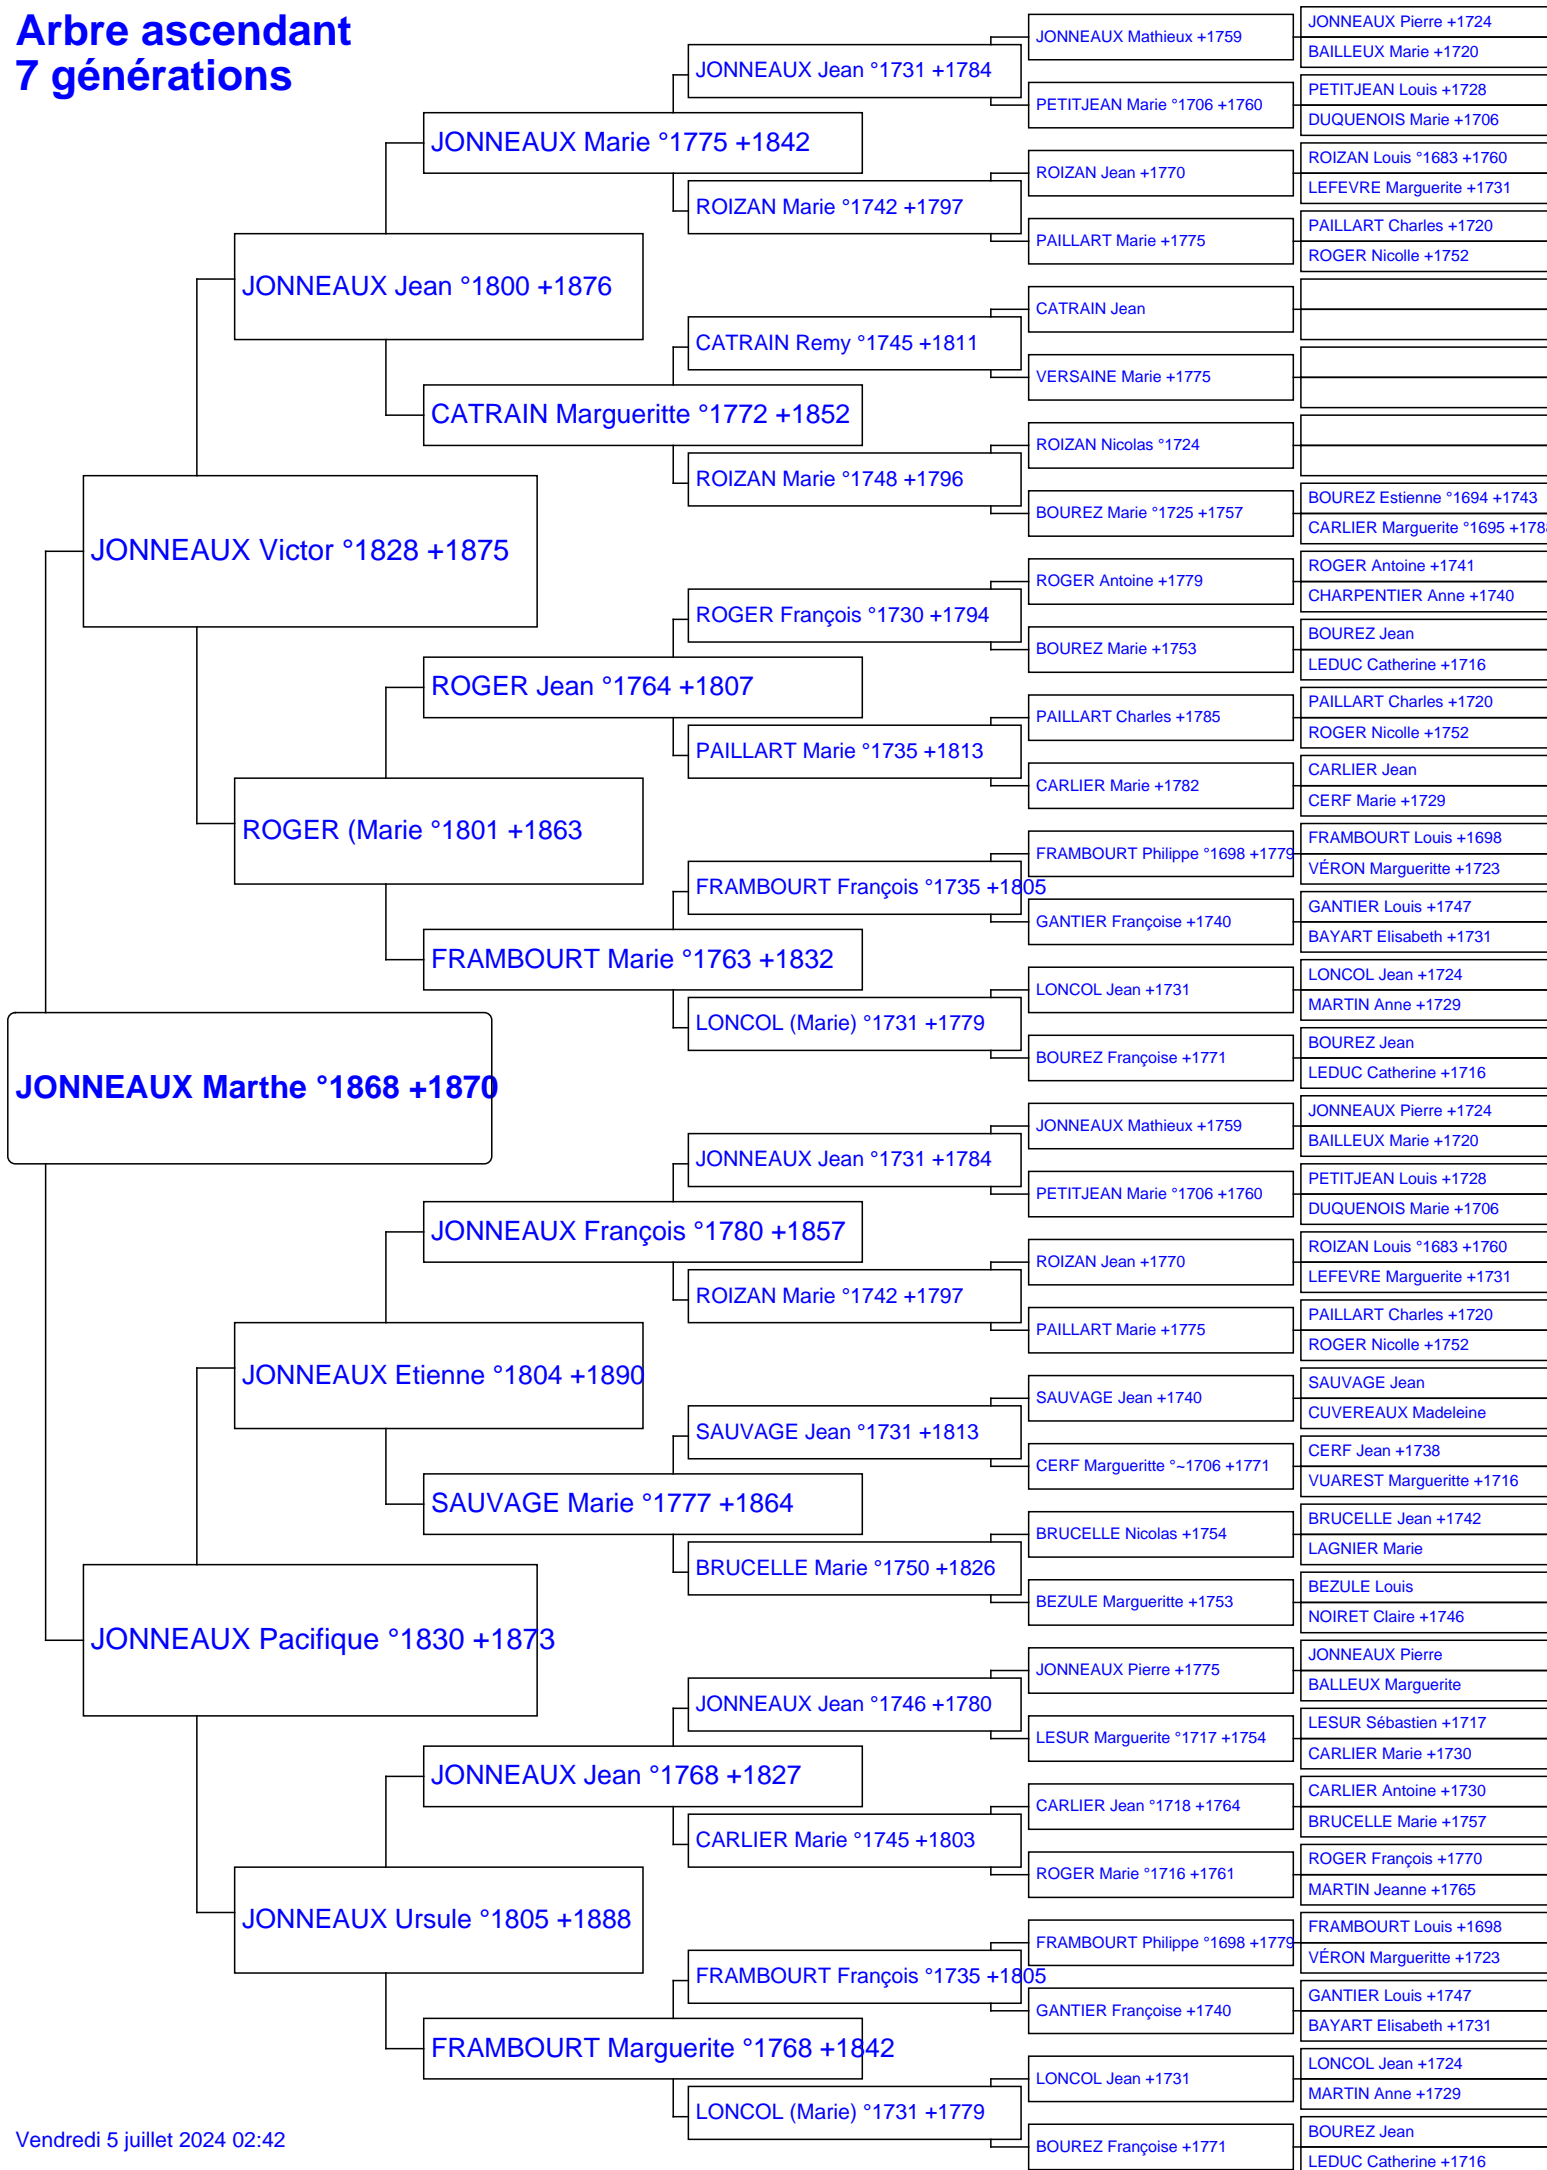 Arbre ascendant
7 générations
JONNEAUX Marthe °1868 +1870
JONNEAUX Victor °1828 +1875
JONNEAUX Pacifique °1830 +1873
JONNEAUX Jean °1800 +1876
ROGER (Marie °1801 +1863
JONNEAUX Etienne °1804 +1890
JONNEAUX Ursule °1805 +1888
JONNEAUX Marie °1775 +1842
CATRAIN Margueritte °1772 +1852
ROGER Jean °1764 +1807
FRAMBOURT Marie °1763 +1832
JONNEAUX François °1780 +1857
SAUVAGE Marie °1777 +1864
JONNEAUX Jean °1768 +1827
FRAMBOURT Marguerite °1768 +1842
JONNEAUX Jean °1731 +1784
ROIZAN Marie °1742 +1797
CATRAIN Remy °1745 +1811
ROIZAN Marie °1748 +1796
ROGER François °1730 +1794
PAILLART Marie °1735 +1813
FRAMBOURT François °1735 +1805
LONCOL (Marie) °1731 +1779
JONNEAUX Jean °1731 +1784
ROIZAN Marie °1742 +1797
SAUVAGE Jean °1731 +1813
BRUCELLE Marie °1750 +1826
JONNEAUX Jean °1746 +1780
CARLIER Marie °1745 +1803
FRAMBOURT François °1735 +1805
LONCOL (Marie) °1731 +1779
JONNEAUX Mathieux +1759
PETITJEAN Marie °1706 +1760
ROIZAN Jean +1770
PAILLART Marie +1775
CATRAIN Jean
VERSAINE Marie +1775
ROIZAN Nicolas °1724
BOUREZ Marie °1725 +1757
ROGER Antoine +1779
BOUREZ Marie +1753
PAILLART Charles +1785
CARLIER Marie +1782
FRAMBOURT Philippe °1698 +1779
GANTIER Françoise +1740
LONCOL Jean +1731
BOUREZ Françoise +1771
JONNEAUX Mathieux +1759
PETITJEAN Marie °1706 +1760
ROIZAN Jean +1770
PAILLART Marie +1775
SAUVAGE Jean +1740
CERF Margueritte °~1706 +1771
BRUCELLE Nicolas +1754
BEZULE Margueritte +1753
JONNEAUX Pierre +1775
LESUR Marguerite °1717 +1754
CARLIER Jean °1718 +1764
ROGER Marie °1716 +1761
FRAMBOURT Philippe °1698 +1779
GANTIER Françoise +1740
LONCOL Jean +1731
BOUREZ Françoise +1771
JONNEAUX Pierre +1724
BAILLEUX Marie +1720
PETITJEAN Louis +1728
DUQUENOIS Marie +1706
ROIZAN Louis °1683 +1760
LEFEVRE Marguerite +1731
PAILLART Charles +1720
ROGER Nicolle +1752
BOUREZ Estienne °1694 +1743
CARLIER Marguerite °1695
ROGER Antoine +1741
CHARPENTIER Anne +1740
BOUREZ Jean
LEDUC Catherine +1716
PAILLART Charles +1720
ROGER Nicolle +1752
CARLIER Jean
CERF Marie +1729
FRAMBOURT Louis +1698
VÉRON Margueritte +1723
GANTIER Louis +1747
BAYART Elisabeth +1731
LONCOL Jean +1724
MARTIN Anne +1729
BOUREZ Jean
LEDUC Catherine +1716
JONNEAUX Pierre +1724
BAILLEUX Marie +1720
PETITJEAN Louis +1728
DUQUENOIS Marie +1706
ROIZAN Louis °1683 +1760
LEFEVRE Marguerite +1731
PAILLART Charles +1720
ROGER Nicolle +1752
SAUVAGE Jean
CUVEREAUX Madeleine
CERF Jean +1738
VUAREST Margueritte +1716
BRUCELLE Jean +1742
LAGNIER Marie
BEZULE Louis
NOIRET Claire +1746
JONNEAUX Pierre
BALLEUX Marguerite
LESUR Sébastien +1717
CARLIER Marie +1730
CARLIER Antoine +1730
BRUCELLE Marie +1757
ROGER François +1770
MARTIN Jeanne +1765
FRAMBOURT Louis +1698
VÉRON Margueritte +1723
GANTIER Louis +1747
BAYART Elisabeth +1731
LONCOL Jean +1724
MARTIN Anne +1729
BOUREZ Jean
LEDUC Catherine +1716
Vendredi 5 juillet 2024 02:42